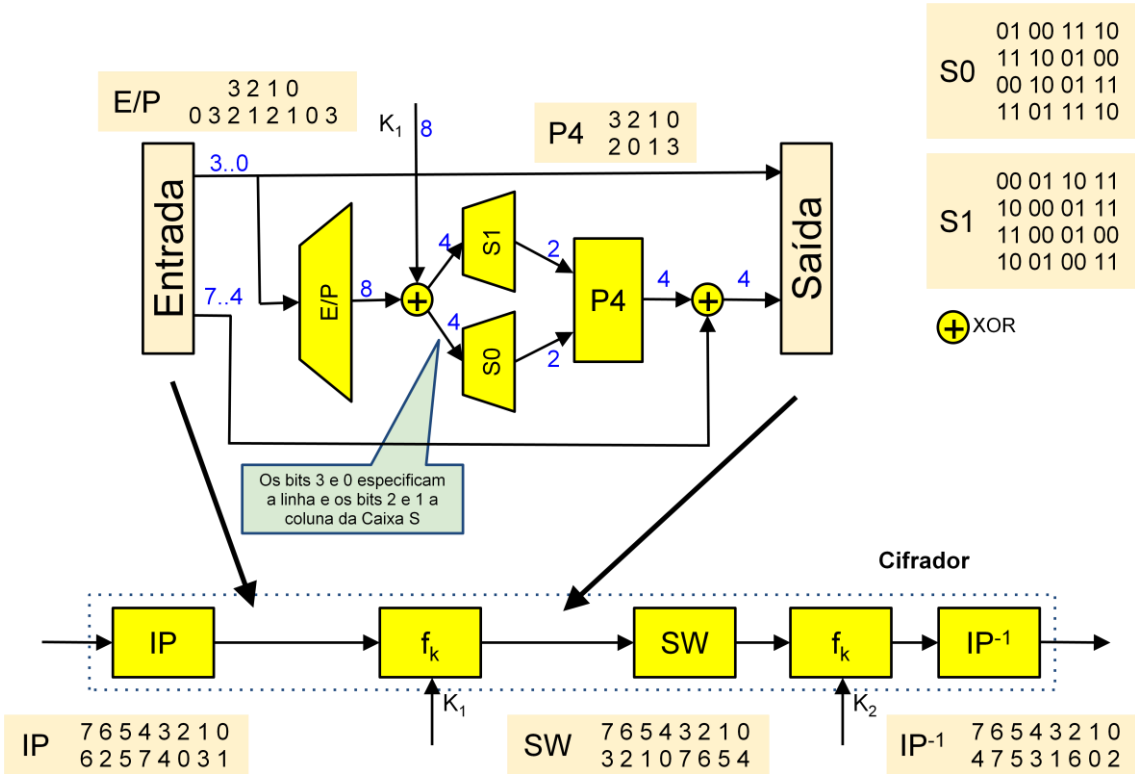 E/P
3 2 1 0
0 3 2 1 2 1 0 3
K1
8
P4
3 2 1 0
2 0 1 3
S0
01 00 11 10
11 10 01 00
00 10 01 11
11 01 11 10
S1
00 01 10 11
10 00 01 11
11 00 01 00
10 01 00 11
XOR
Entrada
3..0
7..4
E/P
8
4
4
S1
S0
2
2
P4
4
4
Saída
Os bits 3 e 0 especificam
a linha e os bits 2 e 1 a
coluna da Caixa S
Cifrador
IP
fk
SW
fk
IP-1
K1
K2
IP
7 6 5 4 3 2 1 0
6 2 5 7 4 0 3 1
SW
7 6 5 4 3 2 1 0
3 2 1 0 7 6 5 4
IP-1
7 6 5 4 3 2 1 0
4 7 5 3 1 6 0 2